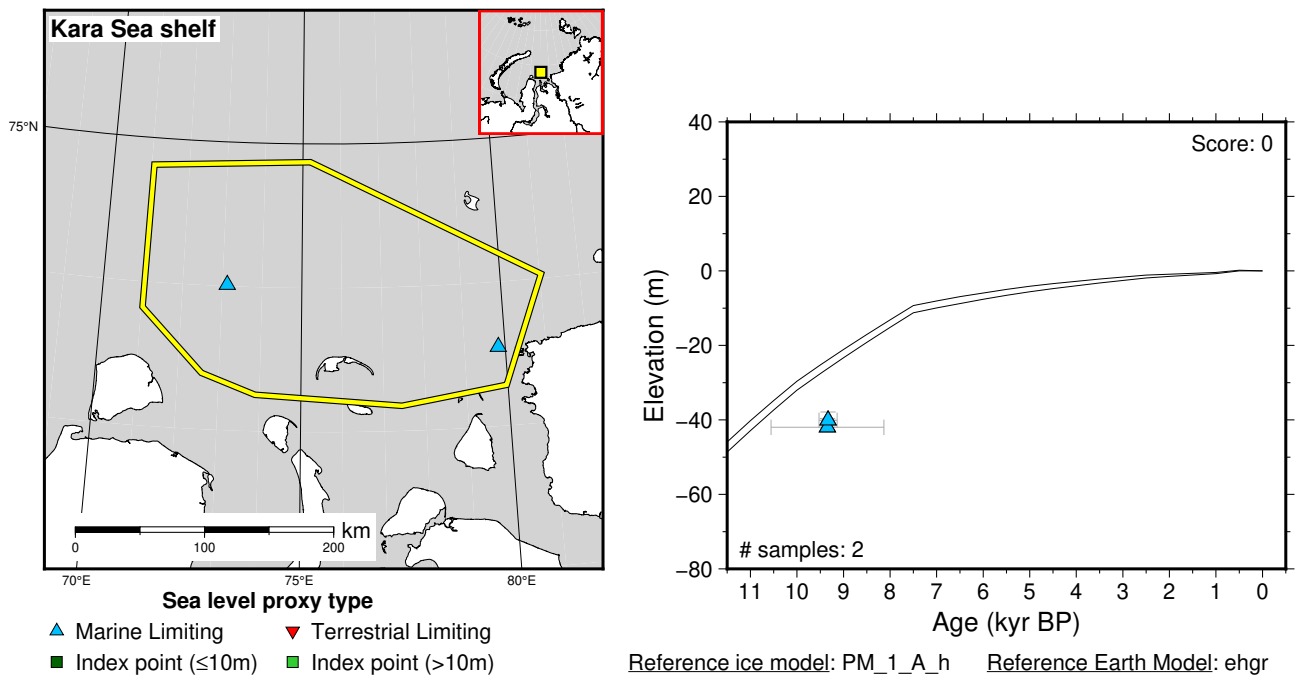 Kara Sea shelf
75°N
70°E
75°E
80°E
km
0
100
200
Sea level proxy type
Marine Limiting
Terrestrial Limiting
Index point (≤10m)
Index point (>10m)
Score: 0
Elevation (m)
40
20
0
−20
−40
−60
−80
# samples: 2
11 10 9 8 7 6 5 4 3 2 1 0
Age (kyr BP)
Reference ice model: PM_1_A_h
Reference Earth Model: ehgr